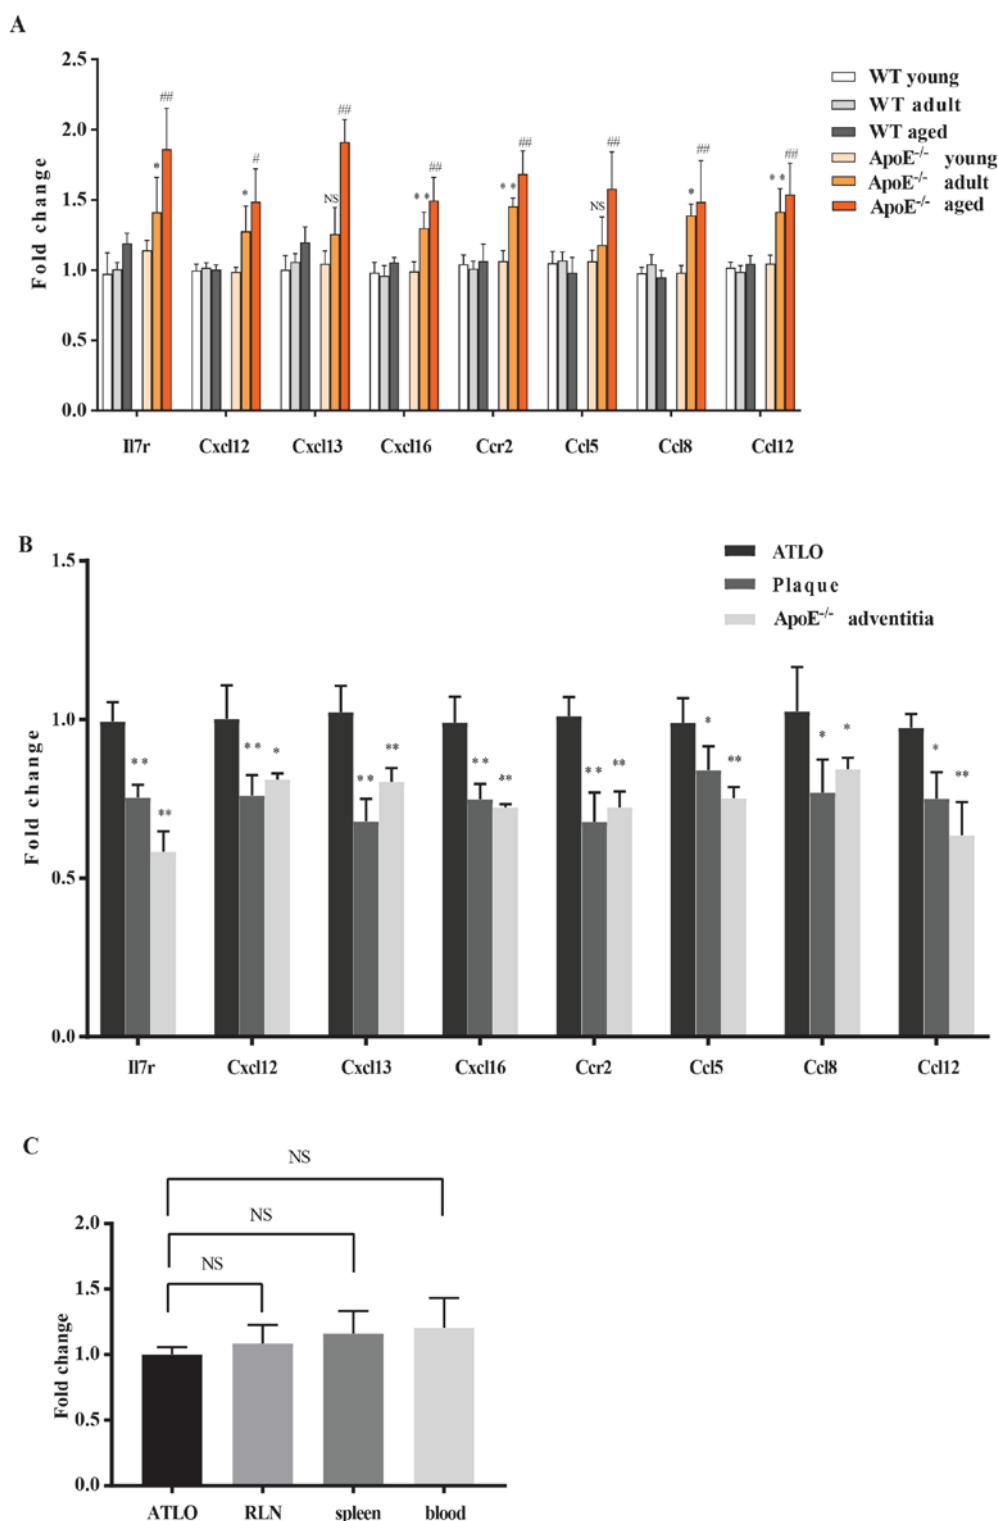 A
2.5
2.0
1.5
1.0
0.5
0.0
Fold change
## # ## ## ## ## ## ##
* * NS ** ** NS * **
WT young
WT adult
WT aged
ApoE-/- young
ApoE-/- adult
ApoE-/- aged
Il7r Cxcl12 Cxcl13 Cxcl16 Ccr2 Ccl5 Ccl8 Ccl12
B
1.5
1.0
0.5
0.0
Fold change
ATLO
Plaque
ApoE-/- adventitia
** ** ** * ** ** ** ** ** ** * ** * * * **
Il7r Cxcl12 Cxcl13 Cxcl16 Ccr2 Ccl5 Ccl8 Ccl12
C
NS
NS
NS
2.0
1.5
1.0
0.5
0.0
Fold change
ATLO RLN spleen blood